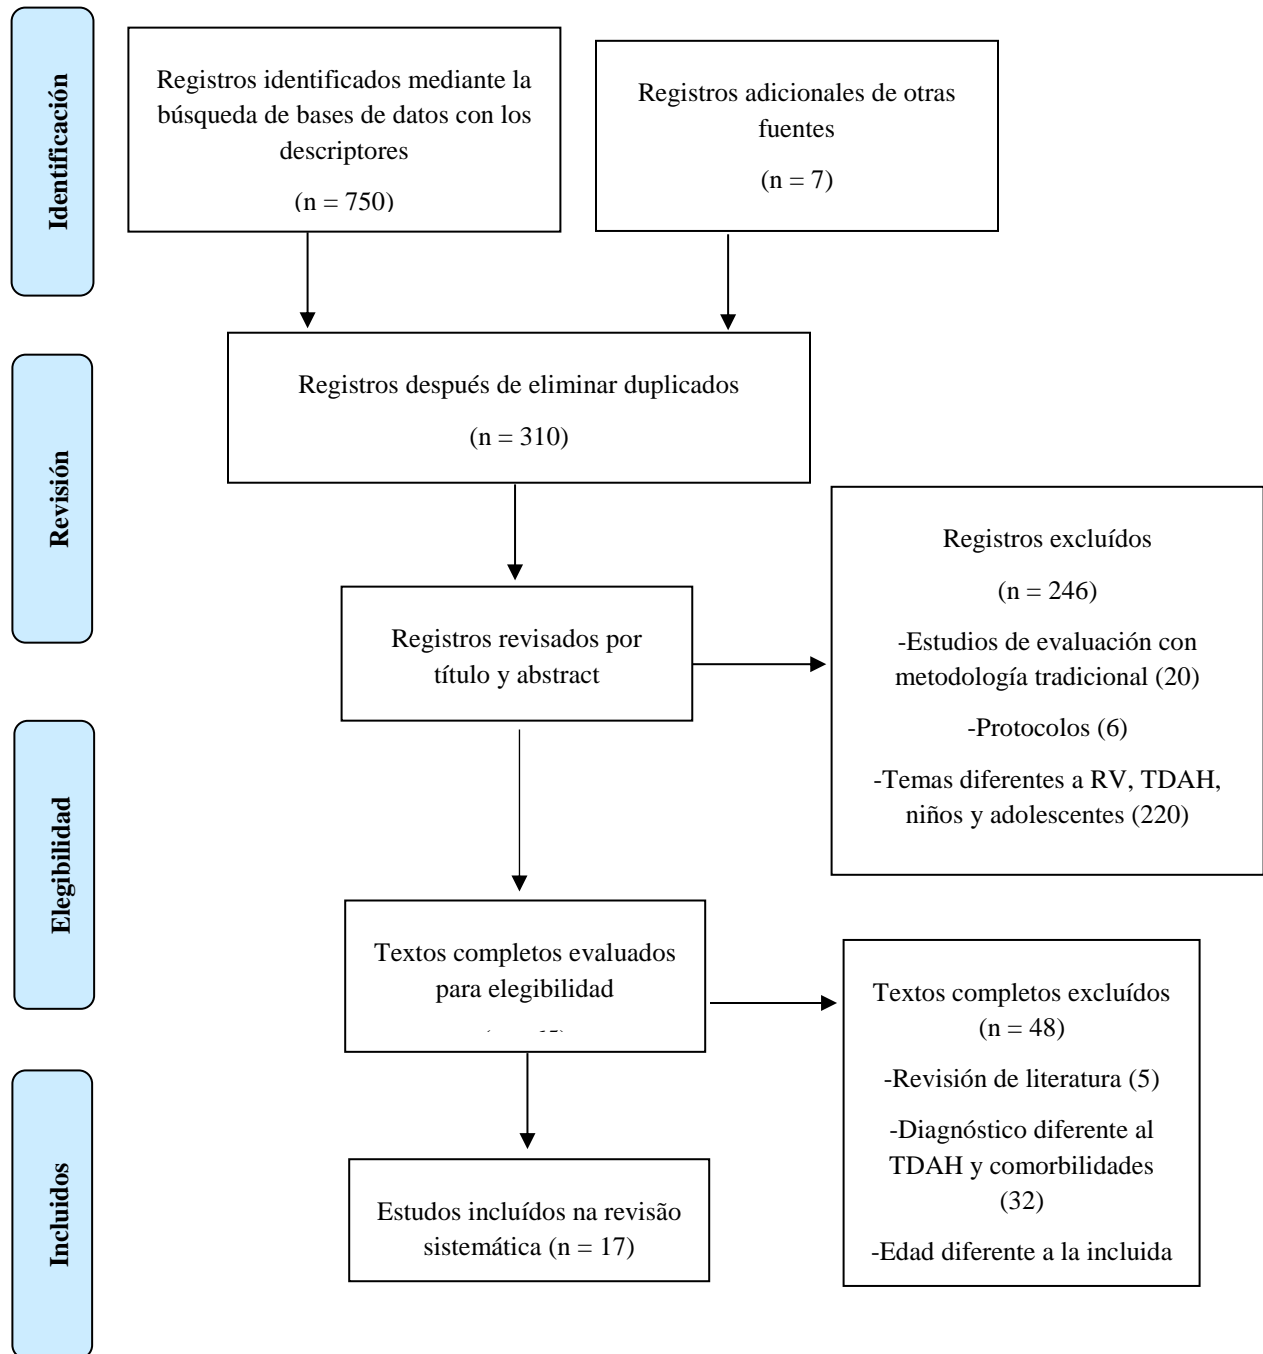 Identificación
Registros identificados mediante la
búsqueda de bases de datos con los
descriptores
(n = 750)
Registros adicionales de otras
fuentes
(n = 7)
Registros después de eliminar duplicados
(n = 310)
Revisión
Registros revisados por
título y abstract
Registros excluídos
(n = 246)
-Estudios de evaluación con
metodología tradicional (20)
-Protocolos (6)
-Temas diferentes a RV, TDAH,
niños y adolescentes (220)
Elegibilidad
Textos completos evaluados
para elegibilidad
Textos completos excluídos
(n = 48)
-Revisión de literatura (5)
-Diagnóstico diferente al
TDAH y comorbilidades
(32)
-Edad diferente a la incluida
Incluidos
Estudos incluídos na revisão
sistemática (n = 17)